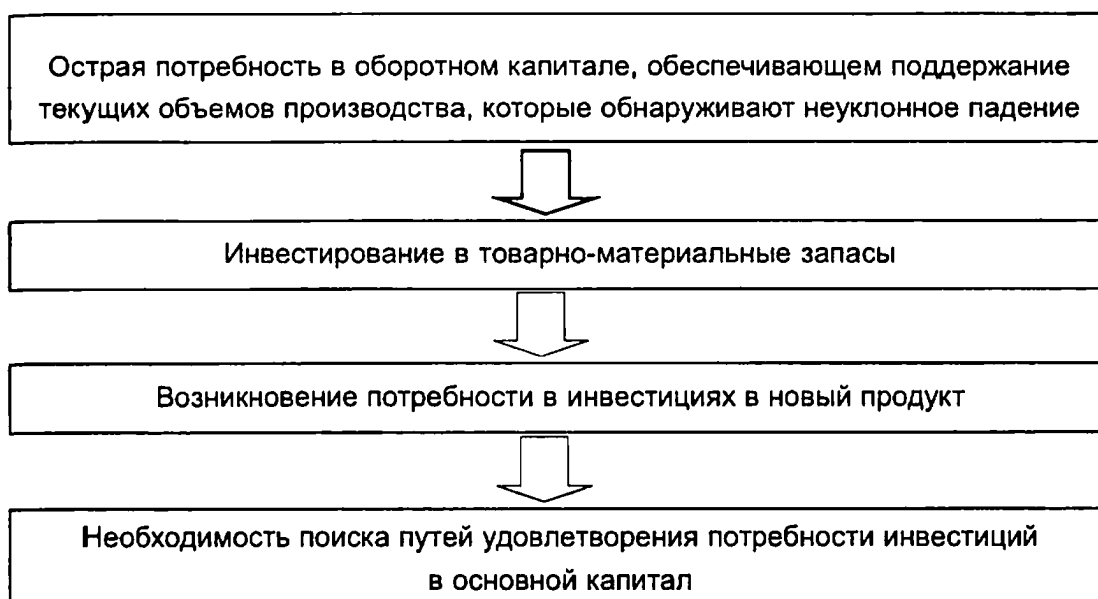 Острая потребность в оборотном капитале, обеспечивающем поддержание
текущих объемов производства, которые обнаруживают неуклонное падение
Инвестирование в товарно-материальные запасы
Возникновение потребности в инвестициях в новый продукт
Необходимость поиска путей удовлетворения потребности инвестиций
в основной капитал